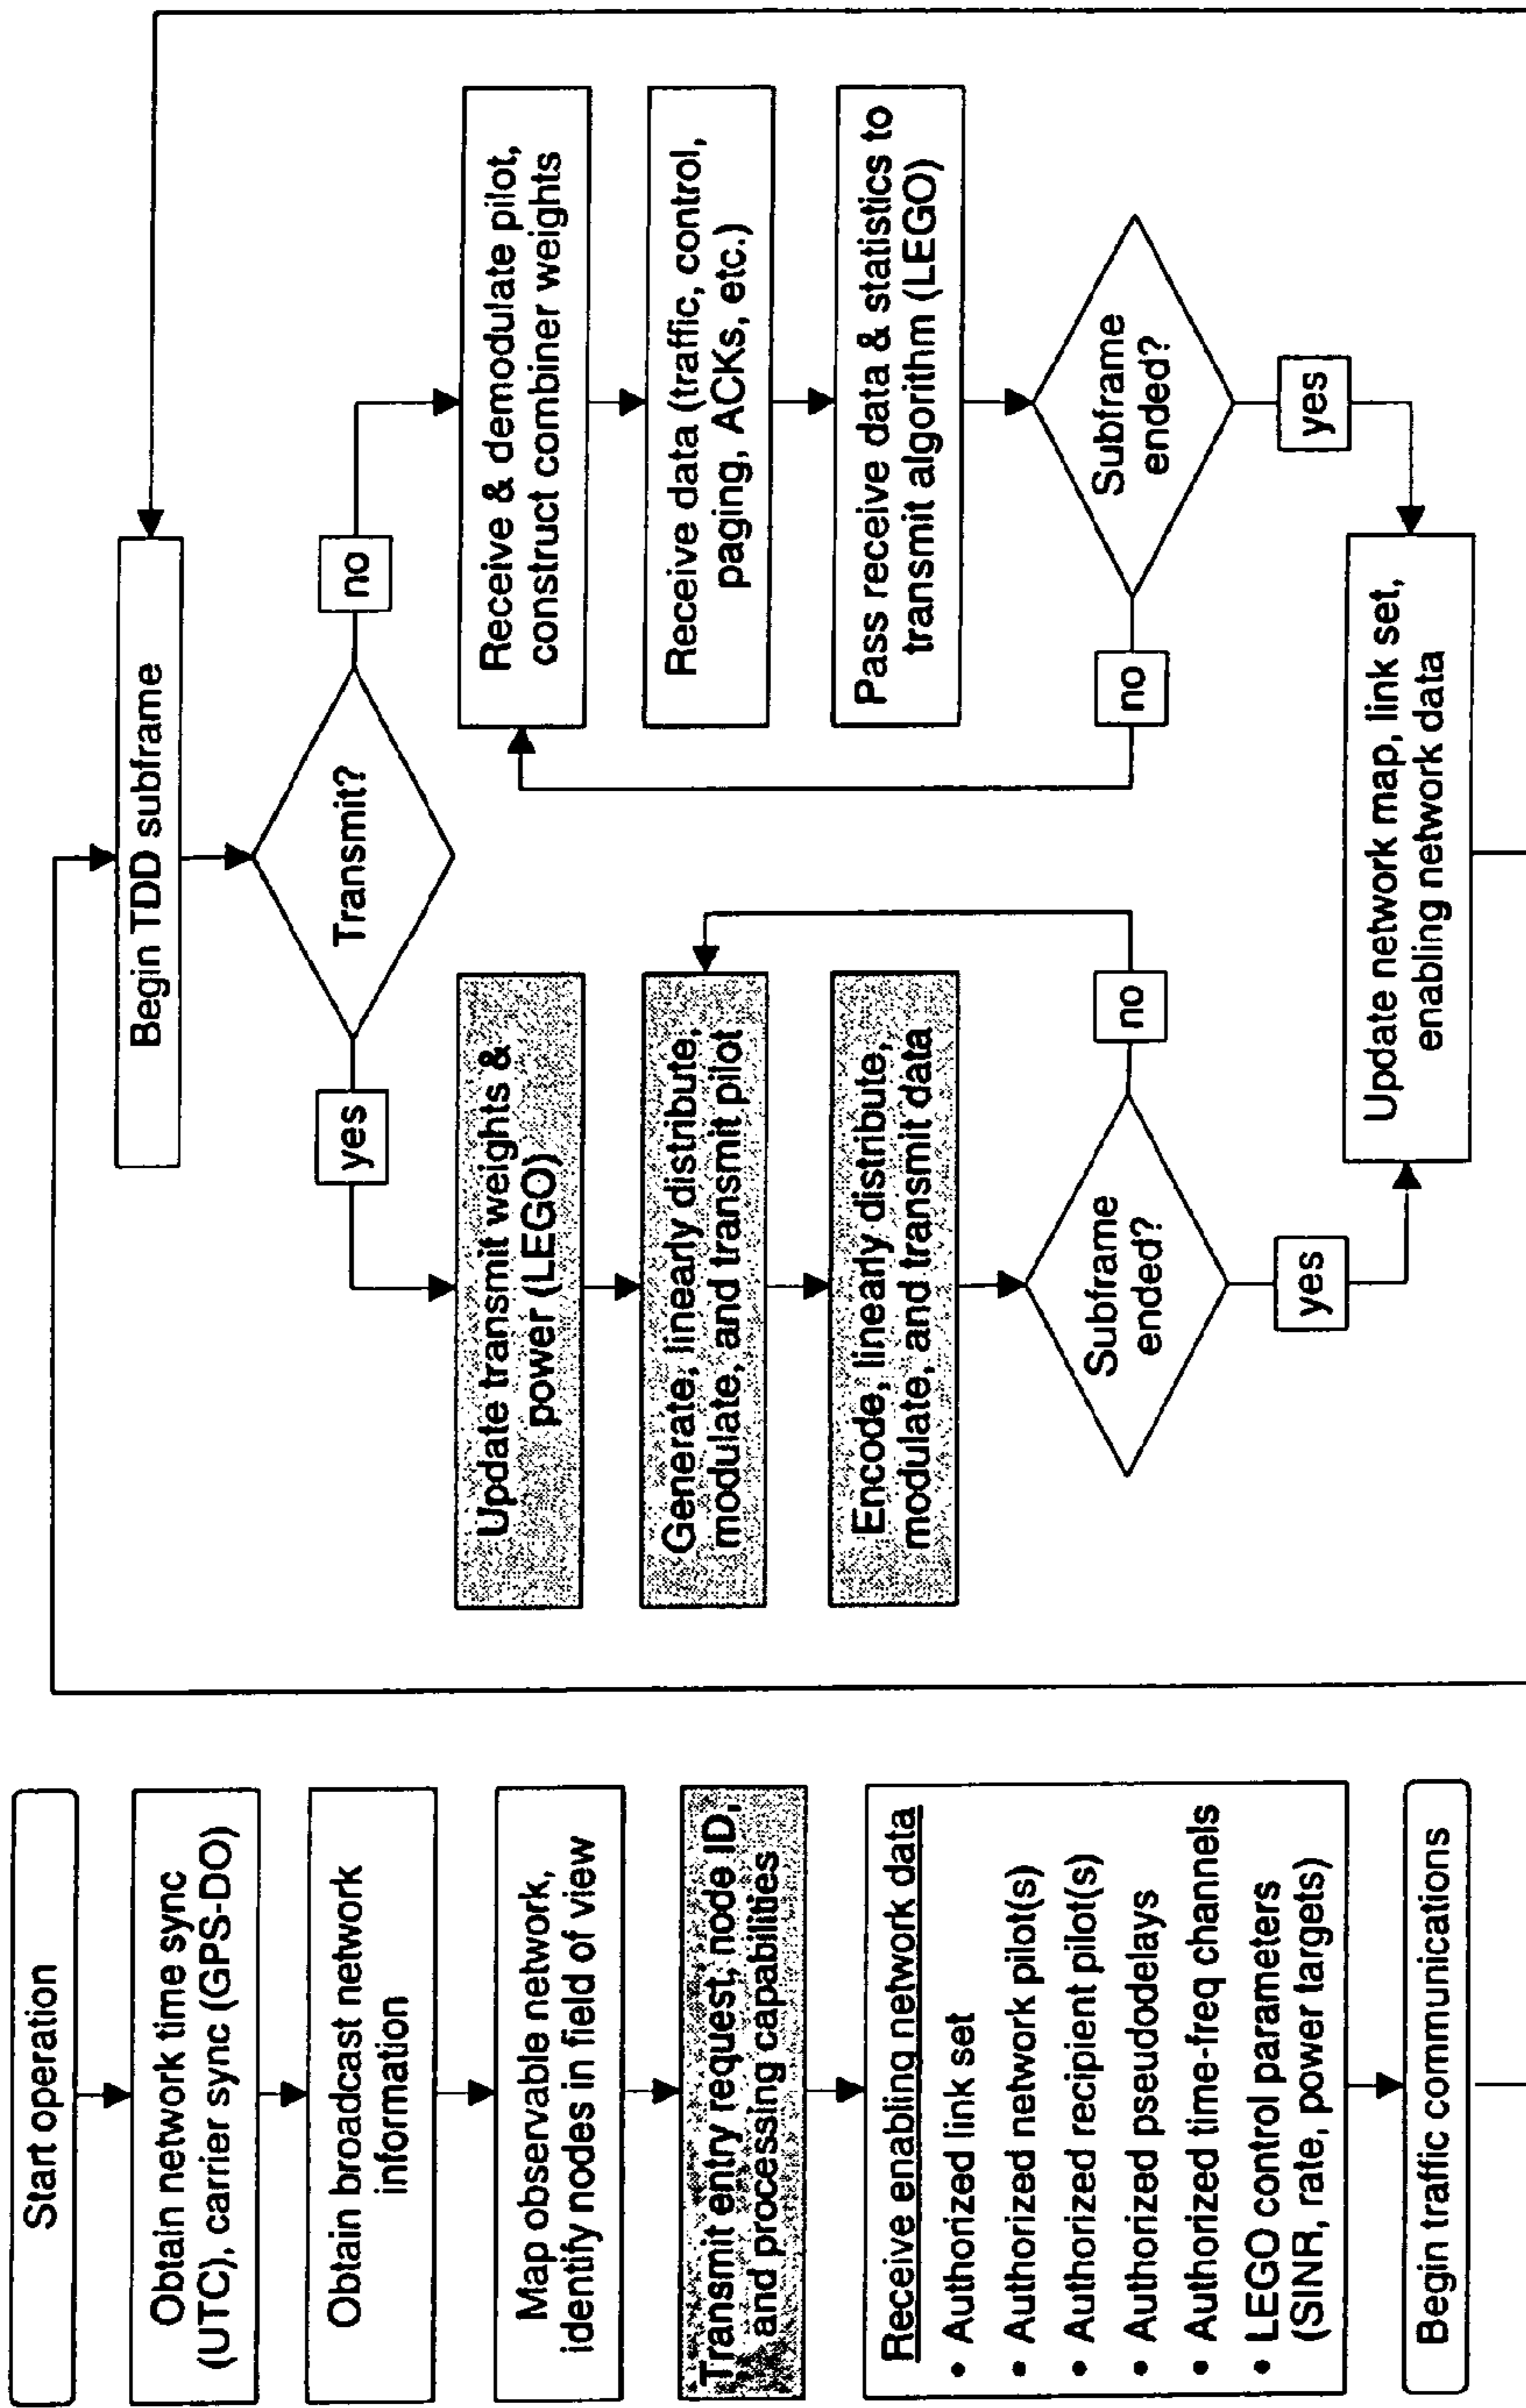 Start operation
Obtain network time sync
(UTC), carrier sync (GPS-DO)
Obtain broadcast network
information
Map observable network,
identify nodes in field of view
Transmit entry request, node ID,
and processing capabilities
Receive enabling network data
• Authorized link set
• Authorized network pilot(s)
• Authorized recipient pilot(s)
• Authorized pseudodelays
• Authorized time-freq channels
• LEGO control parameters
(SINR, rate, power targets)
Begin traffic communications
Begin TDD subframe
Transmit?
yes
no
Update transmit weights &
power (LEGO)
Generate, linearly distribute,
modulate, and transmit pilot
Encode, linearly distribute,
modulate, and transmit data
Subframe
ended?
no
yes
Receive & demodulate pilot,
construct combiner weights
Receive data (traffic, control,
paging, ACKs, etc.)
Pass receive data & statistics to
transmit algorithm (LEGO)
Subframe
ended?
no
yes
Update network map, link set,
enabling network data